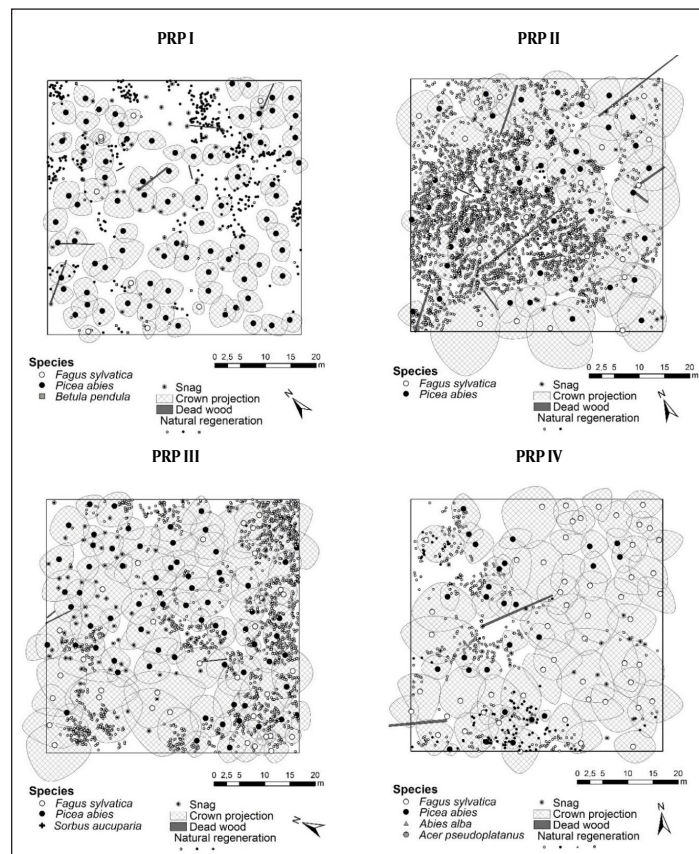 PRP I
PRP II
Species
Fagus sylvatica
Picea abies
Betula pendula
Snag
Crown projection
Dead wood
Natural regeneration
0 2,5 5 10 15 20
m
N
Species
Fagus sylvatica
Picea abies
Snag
Crown projection
Dead wood
Natural regeneration
0 2,5 5 10 15 20
m
N
PRP III
PRP IV
Species
Fagus sylvatica
Picea abies
Sorbus aucuparia
Snag
Crown projection
Dead wood
Natural regeneration
0 2,5 5 10 15 20
m
N
Species
Fagus sylvatica
Picea abies
Abies alba
Acer pseudoplatanus
Snag
Crown projection
Dead wood
Natural regeneration
0 2,5 5 10 15 20
m
N